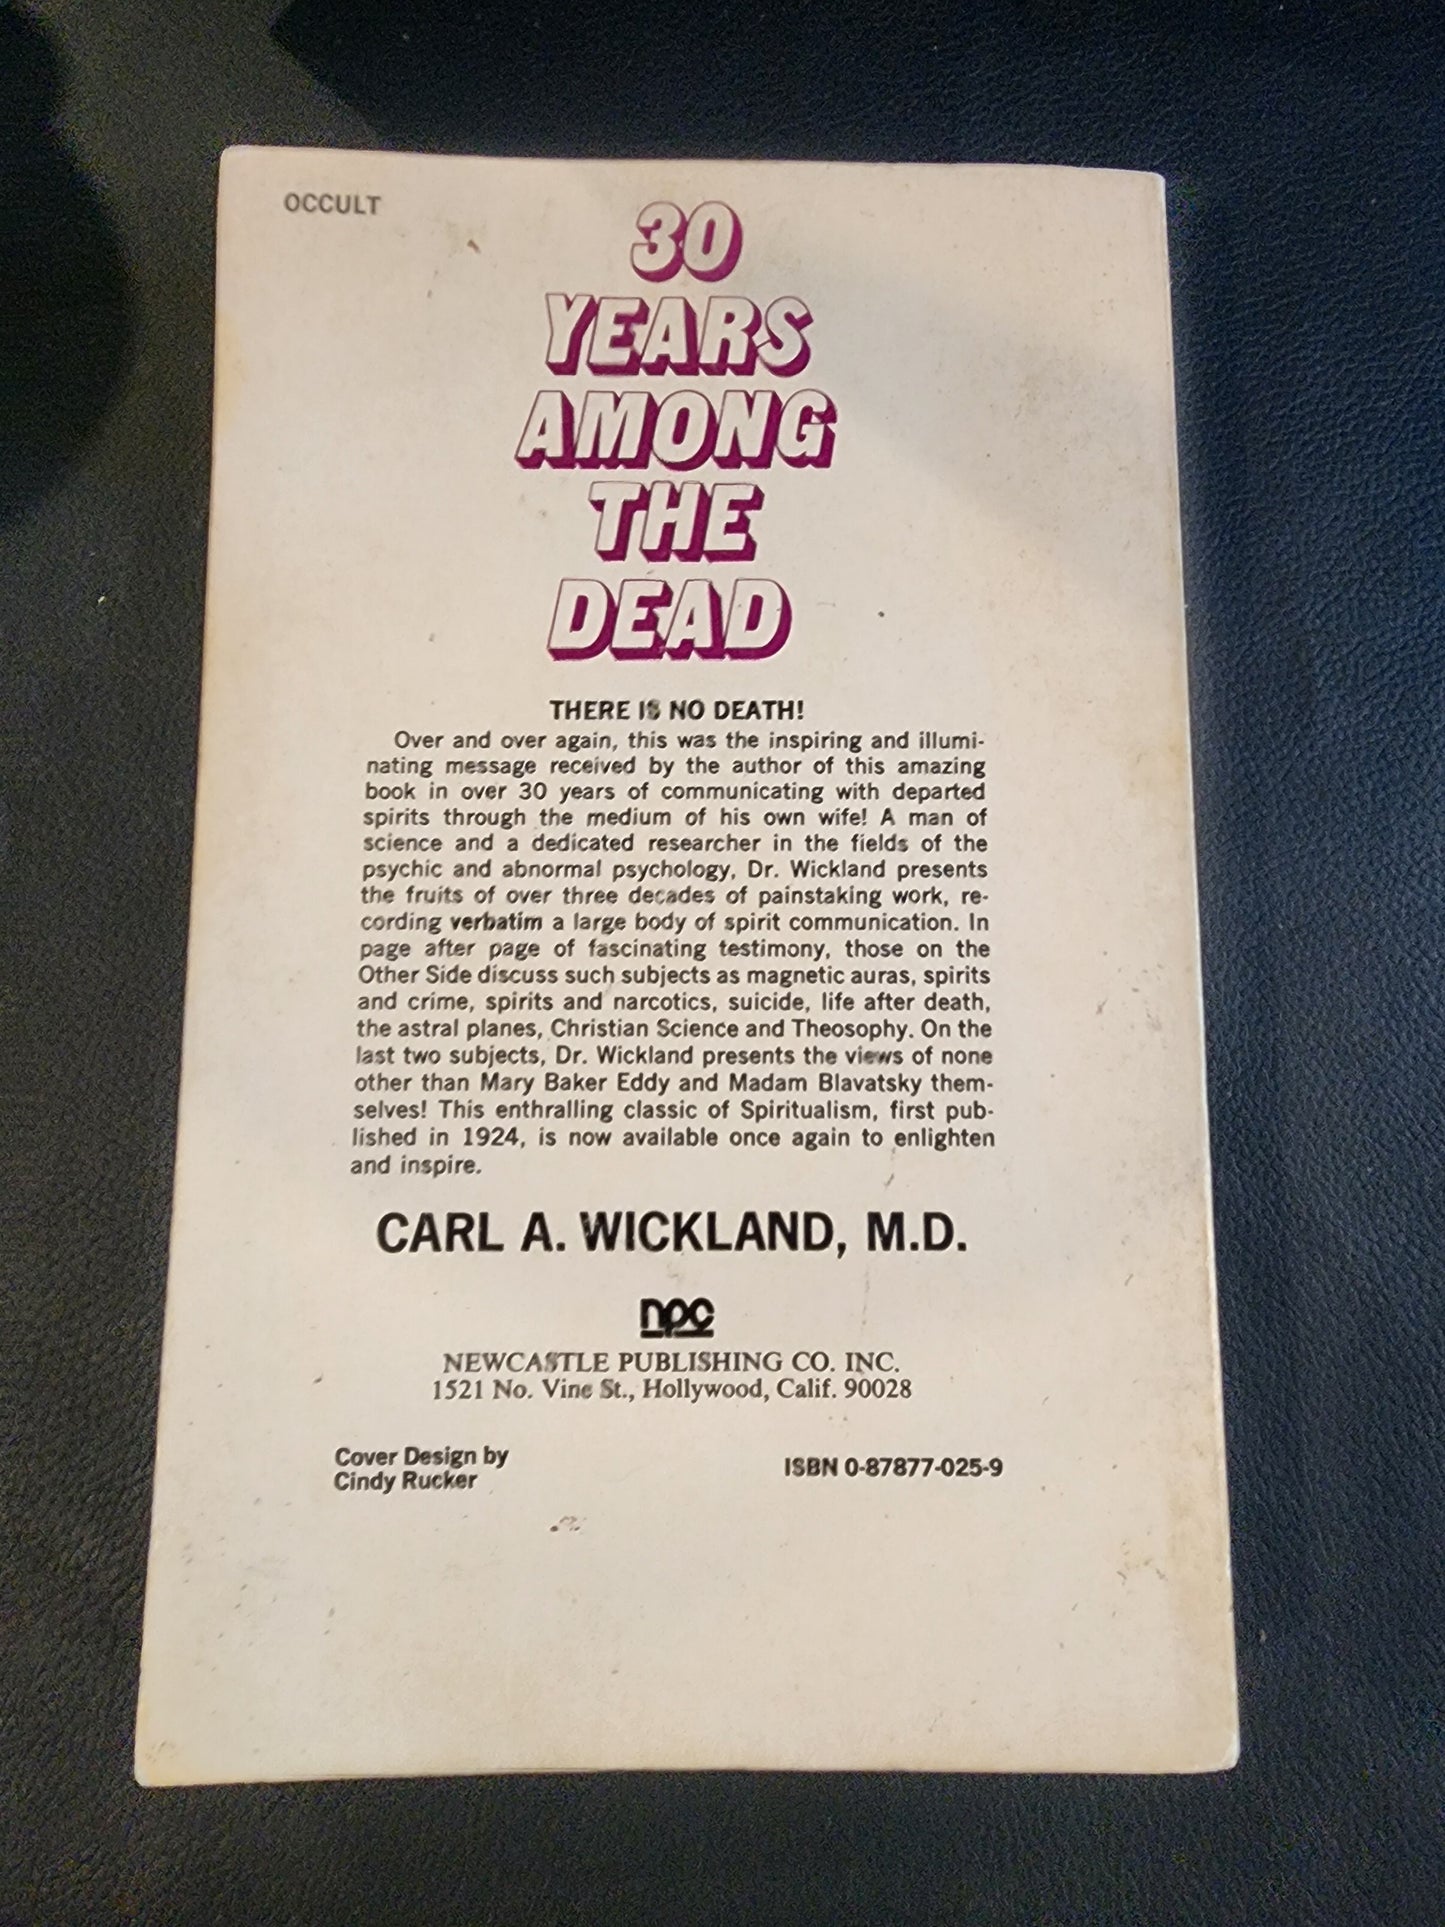 OCCULT
30
YEARS
AMONG
THE
DEAD
THERE IS NO DEATH!
Over and over again, this was the inspiring and illumi-
nating message received by the author of this amazing
book in over 30 years of communicating with departed
spirits through the medium of his own wife! A man of
science and a dedicated researcher in the fields of the
psychic and abnormal psychology, Dr. Wickland presents
the fruits of over three decades of painstaking work, re-
cording verbatim a large body of spirit communication. In
page after page of fascinating testimony, those on the
Other Side discuss such subjects as magnetic auras, spirits
and crime, spirits and narcotics, suicide, life after death,
the astral planes, Christian Science and Theosophy. On the
last two subjects, Dr. Wickland presents the views of none
other than Mary Baker Eddy and Madam Blavatsky them-
selves! This enthralling classic of Spiritualism, first pub-
lished in 1924, is now available once again to enlighten
and inspire.
CARL A. WICKLAND, M.D.
npc
NEWCASTLE PUBLISHING CO. INC.
1521 No. Vine St., Hollywood, Calif. 90028
Cover Design by
Cindy Rucker
ISBN 0-87877-025-9